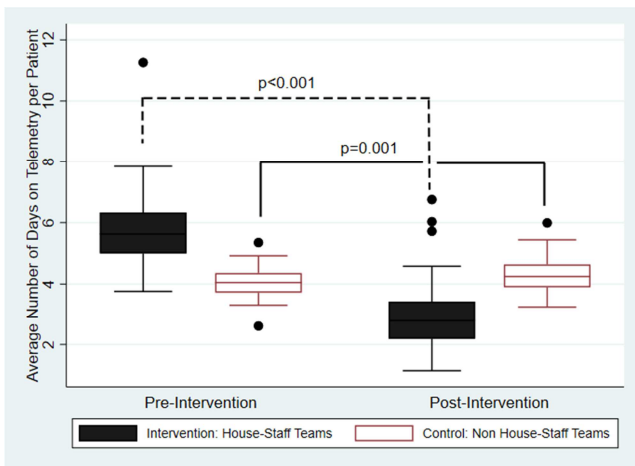 Average Number of Days on Telemetry per Patient
12
10
8
6
4
2
p<0.001
p=0.001
Pre-Intervention
Post-Intervention
Intervention: House-Staff Teams
Control: Non House-Staff Teams